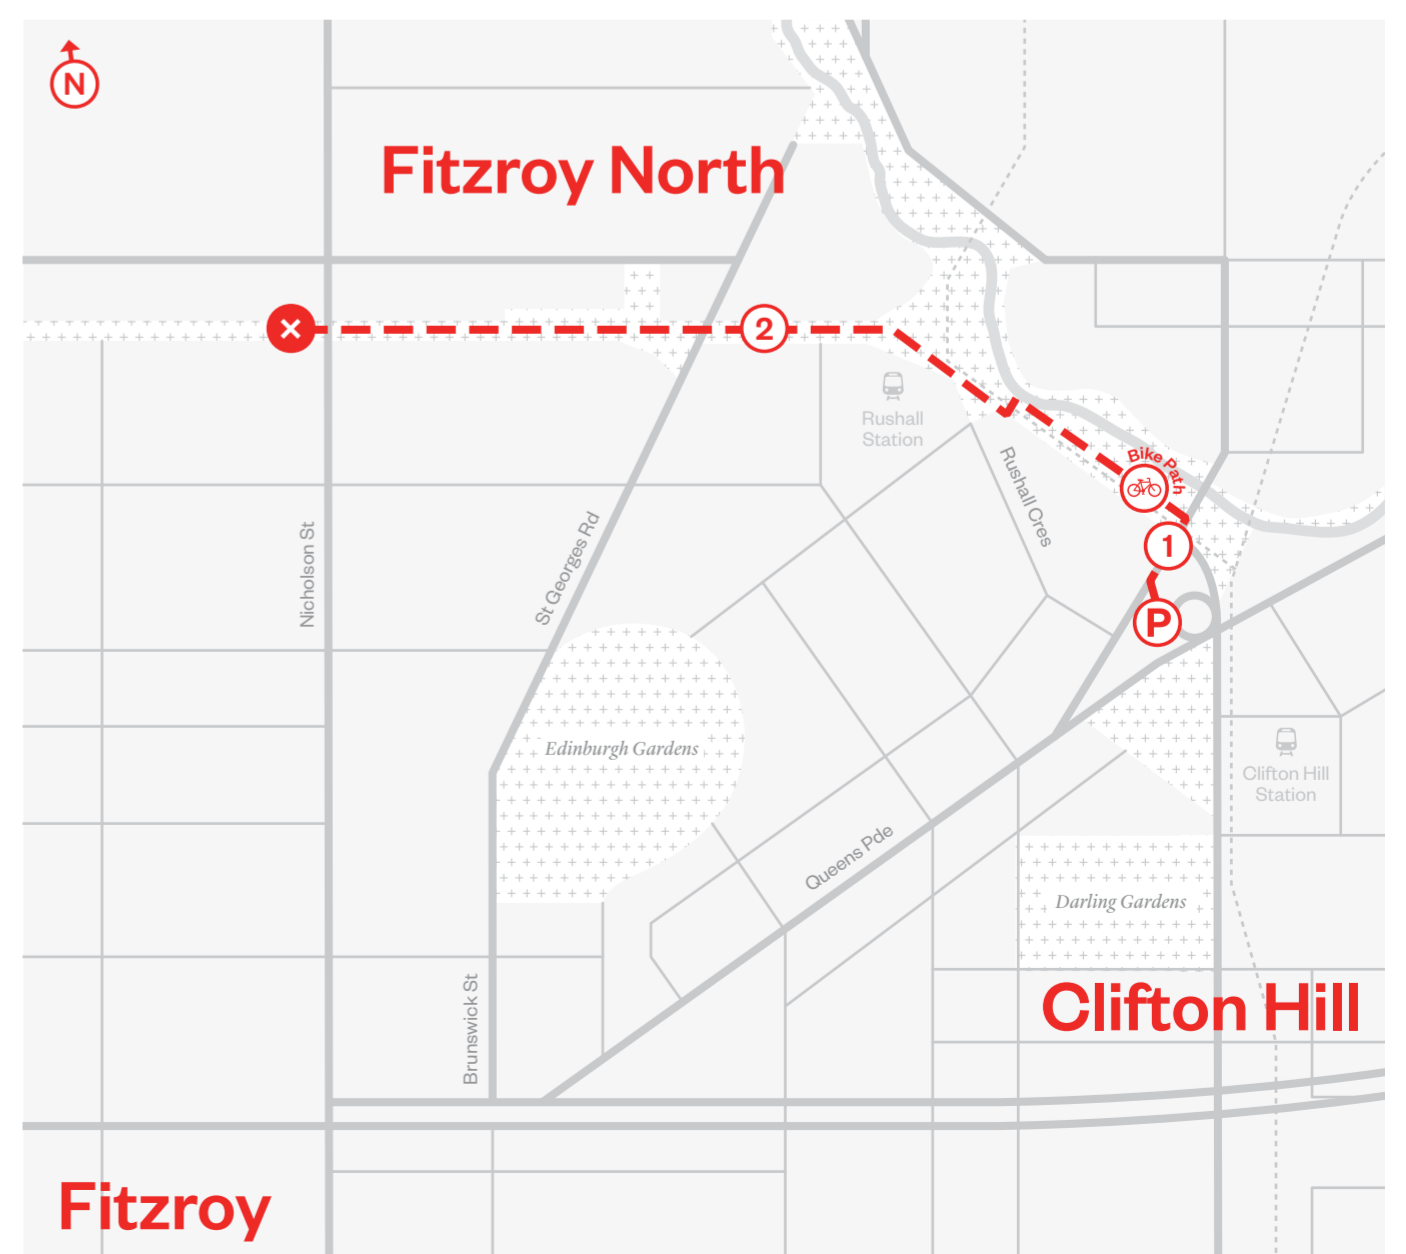 N
Fitzroy North
2
Rushall
Station
Rushall Cres
Bike Path
1
P
Nicholson St
St Georges Rd
Edinburgh Gardens
Clifton Hill
Station
Queens Pde
Darling Gardens
Brunswick St
Clifton Hill
Fitzroy